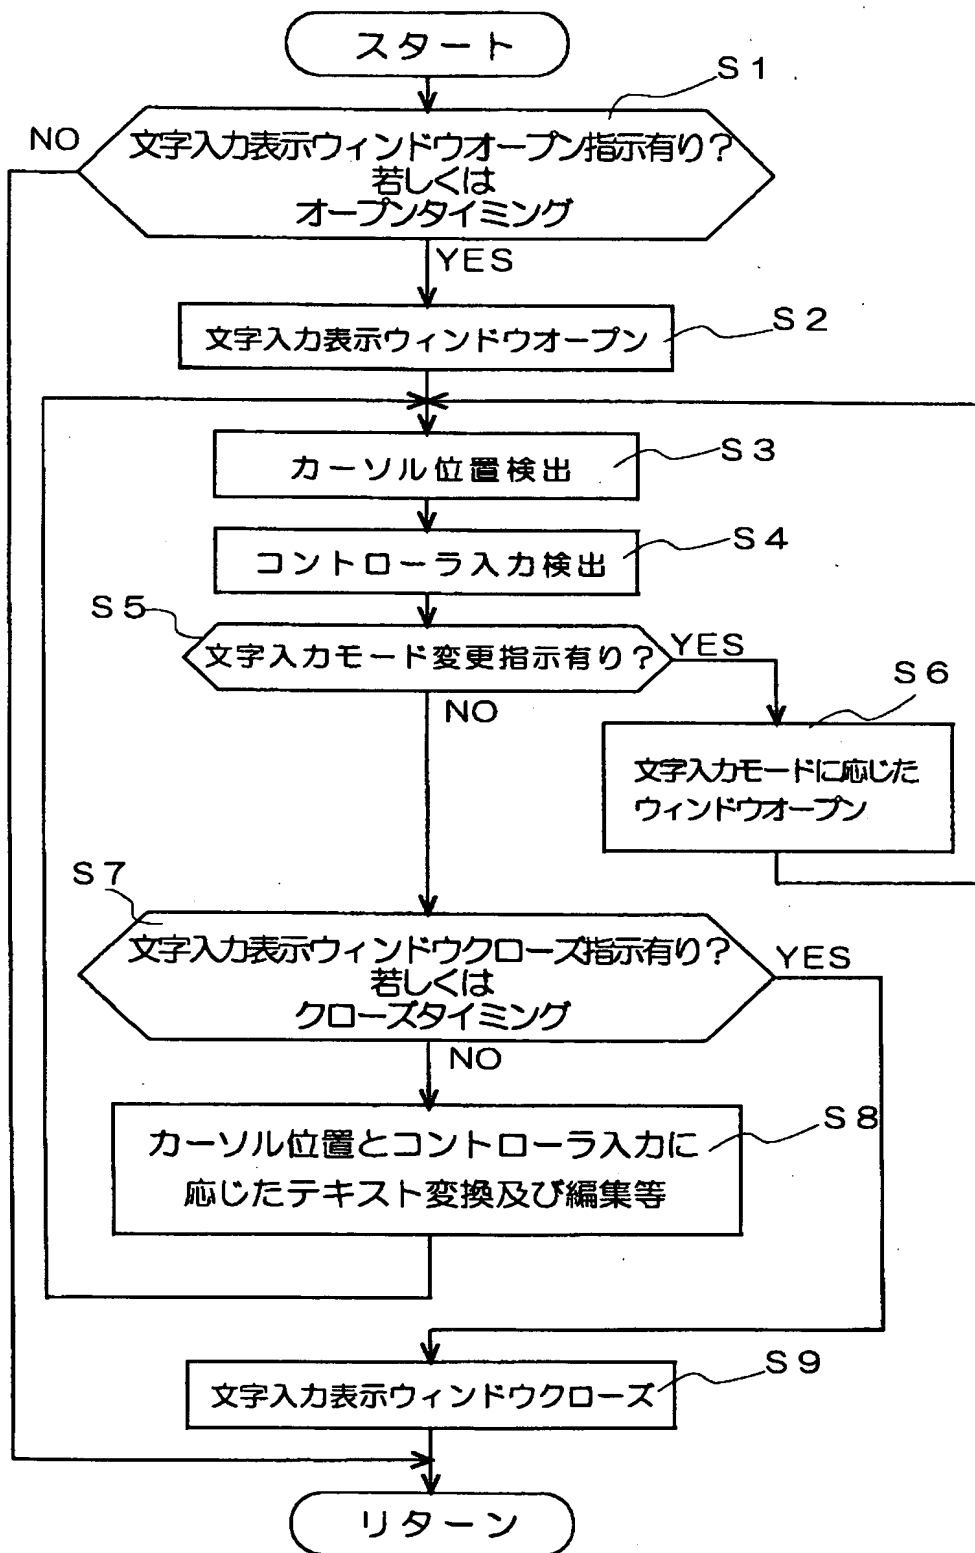 スタート
S1
NO
文字入力表示ウィンドウオープン指示有り?
若しくは
オープンタイミング
YES
S2
文字入力表示ウィンドウオープン
S3
カーソル位置検出
S4
コントローラ入力検出
S5
文字入力モード変更指示有り?
YES
NO
S6
文字入力モードに応じた
ウィンドウオープン
S7
文字入力表示ウィンドウクローズ指示有り?
若しくは
クローズタイミング
YES
NO
S8
カーソル位置とコントローラ入力に
応じたテキスト変換及び編集等
S9
文字入力表示ウィンドウクローズ
リターン